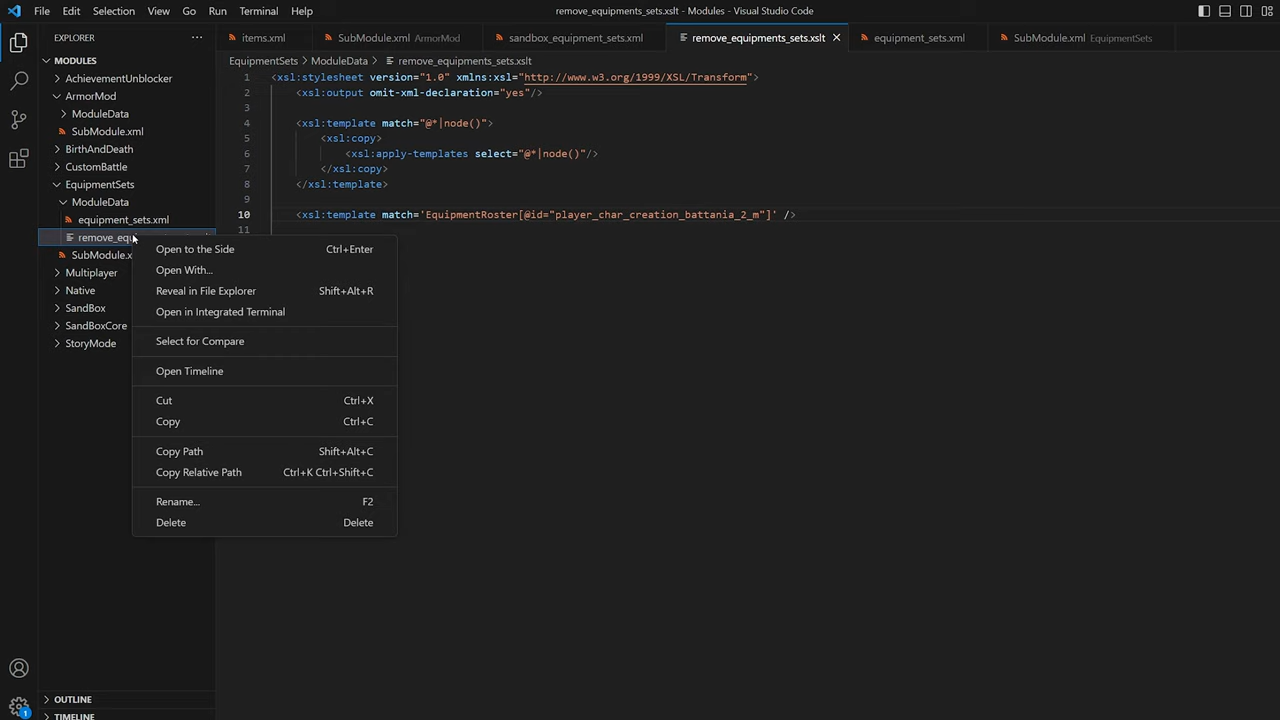 File Edit Selection View Go Run Terminal Help
remove_equipments_sets.xslt - Modules - Visual Studio Code
EXPLORER
MODULES
AchievementUnblocker
ArmorMod
ModuleData
SubModule.xml
BirthAndDeath
CustomBattle
EquipmentSets
ModuleData
equipment_sets.xml
remove_eq
SubModule.x
Multiplayer
Native
SandBox
SandBoxCore
StoryMode
OUTLINE
TIMELINE
1
items.xml
SubModule.xml ArmorMod
sandbox_equipment_sets.xml
remove_equipments_sets.xslt
equipment_sets.xml
SubModule.xml EquipmentSets
EquipmentSets > ModuleData > remove_equipments_sets.xslt
1 <xsl:stylesheet version="1.0" xmlns:xsl="http://www.w3.org/1999/XSL/Transform">
2 <xsl:output omit-xml-declaration="yes"/>
3
4 <xsl:template match="@*|node()">
5 <xsl:copy>
6 <xsl:apply-templates select="@*|node()"/>
7 </xsl:copy>
8 </xsl:template>
9
10 <xsl:template match='EquipmentRoster[@id="player_char_creation_battania_2_m"]' />
11
Open to the Side Ctrl+Enter
Open With...
Reveal in File Explorer Shift+Alt+R
Open in Integrated Terminal
Select for Compare
Open Timeline
Cut Ctrl+X
Copy Ctrl+C
Copy Path Shift+Alt+C
Copy Relative Path Ctrl+K Ctrl+Shift+C
Rename... F2
Delete Delete